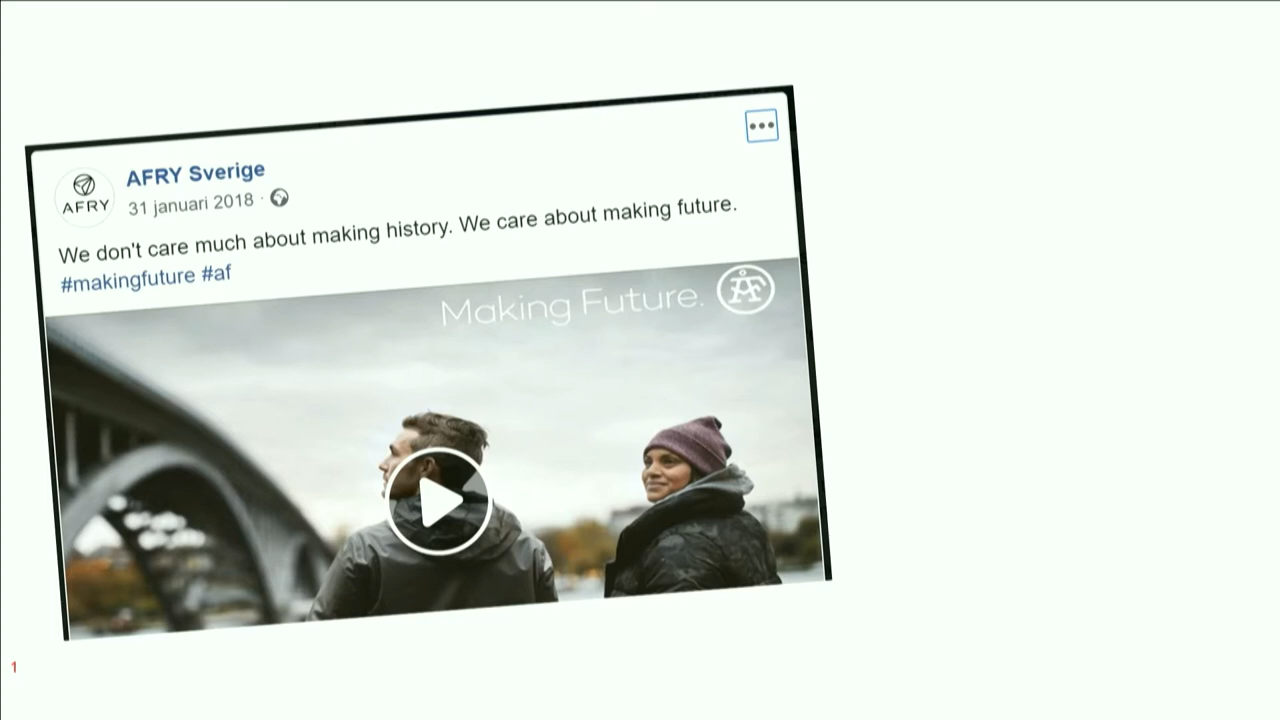 AFRY Sverige
AFRY
31 januari 2018 ·
We don't care much about making history. We care about making future.
#makingfuture #af
Making Future.
ÅF
1